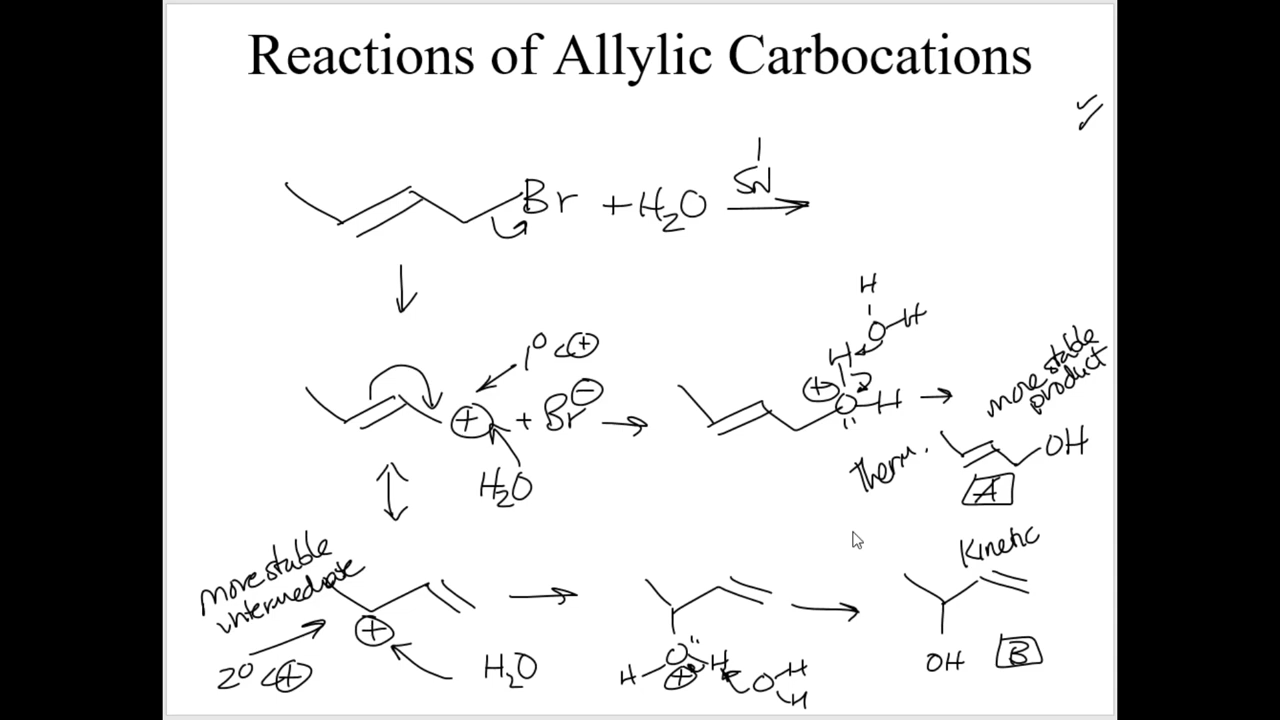 Reactions of Allylic Carbocations
Br + H2O SN1
1° C⊕
+ Br⊖
H2O
H
O-H
H
⊕
O-H
more stable
product
Therm.
OH
A
more stable
intermediate
2° C⊕
⊕
H2O
H O H
⊕
O H
H
Kinetic
OH
B